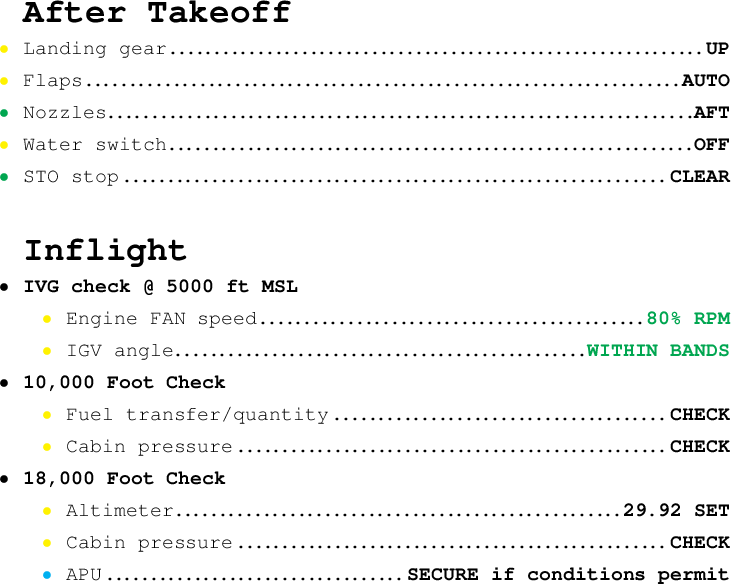 After Takeoff
● Landing gear............................................................UP
● Flaps...................................................................AUTO
● Nozzles..................................................................AFT
● Water switch...........................................................OFF
● STO stop.............................................................CLEAR
Inflight
● IVG check @ 5000 ft MSL
● Engine FAN speed...........................................80% RPM
● IGV angle..............................................WITHIN BANDS
● 10,000 Foot Check
● Fuel transfer/quantity.....................................CHECK
● Cabin pressure................................................CHECK
● 18,000 Foot Check
● Altimeter..................................................29.92 SET
● Cabin pressure................................................CHECK
● APU.................................SECURE if conditions permit